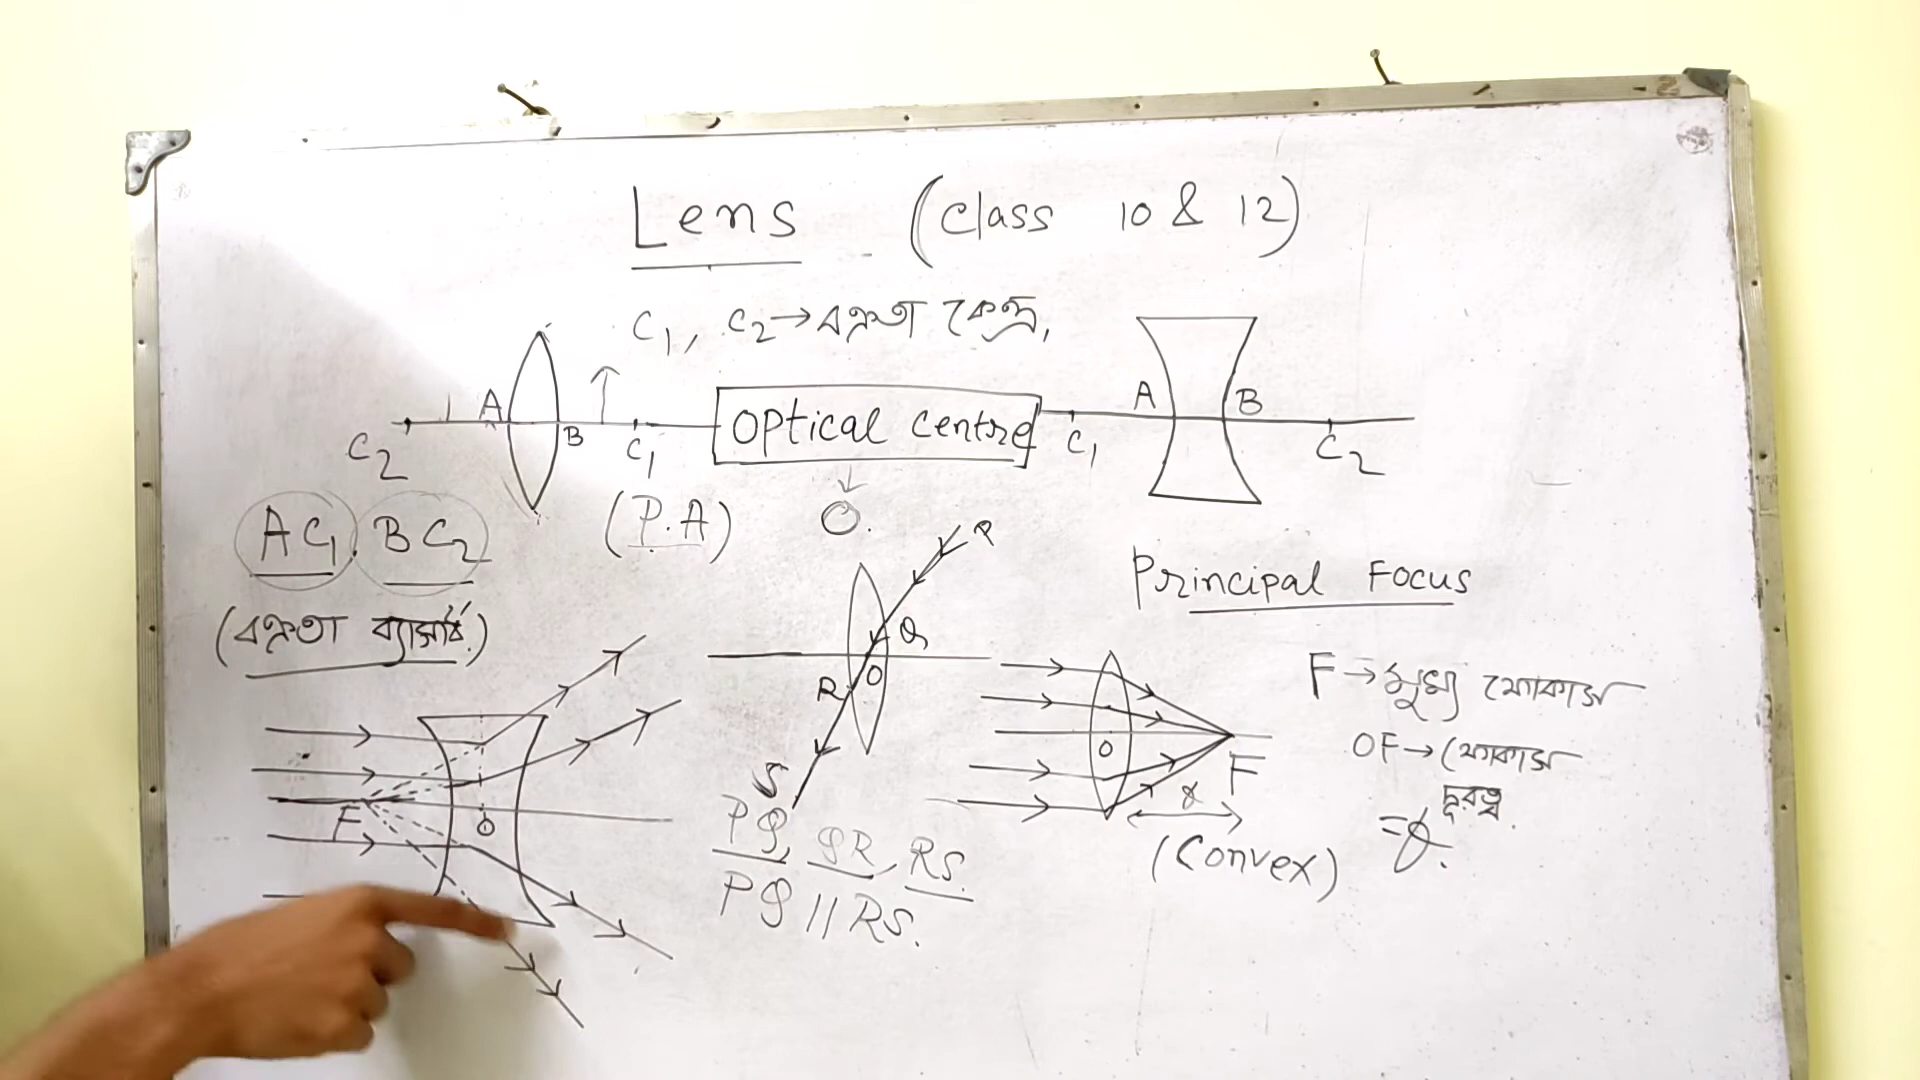 Lens (Class 10 & 12)
C1, C2 → বক্রতা কেন্দ্র,
A B
C2 C1
Optical Centre
C1 A B C2
(P.A)
O.
AC1, BC2
(বক্রতা ব্যাসার্ধ)
P
Q
O
R
S
PQ, QR, RS.
PQ || RS.
Principal Focus
F → মুখ্য ফোকাস
OF → ফোকাস
দূরত্ব.
= f.
O F
f
(Convex)
F O